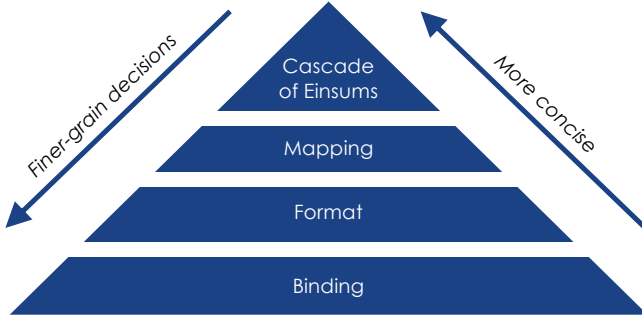 Cascade
of Einsums
Mapping
Format
Binding
Finer-grain decisions
More concise